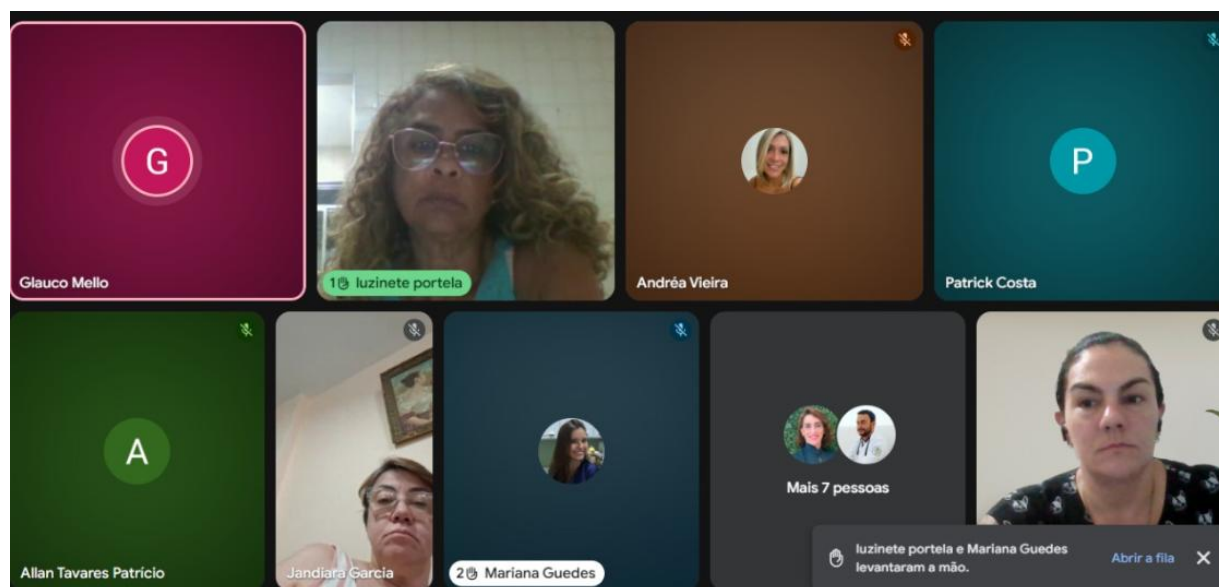 G
Glauco Mello
1 luzinete portela
Andréa Vieira
P
Patrick Costa
A
Allan Tavares Patrício
Jandiara Garcia
2 Mariana Guedes
Mais 7 pessoas
luzinete portela e Mariana Guedes
levantaram a mão.
Abrir a fila